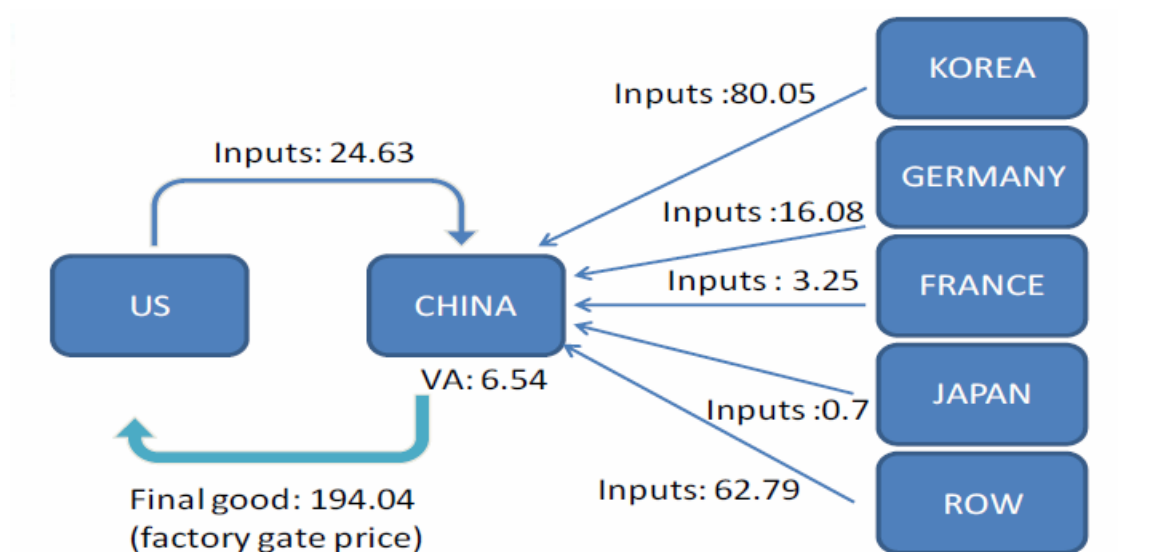 KOREA
Inputs :80.05
GERMANY
Inputs: 24.63
Inputs :16.08
Inputs : 3.25
FRANCE
US
CHINA
VA: 6.54
JAPAN
Inputs :0.7
Inputs: 62.79
ROW
Final good: 194.04
(factory gate price)